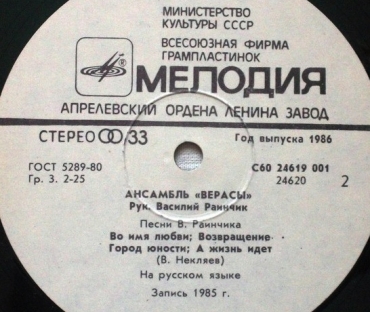 МИНИСТЕРСТВО
КУЛЬТУРЫ СССР
ВСЕСОЮЗНАЯ ФИРМА
ГРАМПЛАСТИНОК
МЕЛОДИЯ
АПРЕЛЕВСКИЙ ОРДЕНА ЛЕНИНА ЗАВОД
СТЕРЕО 33
Год выпуска 1986
ГОСТ 5289-80
Гр. 3. 2-25
С60 24619 001
24620
2
АНСАМБЛЬ «ВЕРАСЫ»
Рук. Василий Раинчик
Песни В. Раинчика
Во имя любви; Возвращение
Город юности; А жизнь идет
(В. Некляев)
На русском языке
Запись 1985 г.